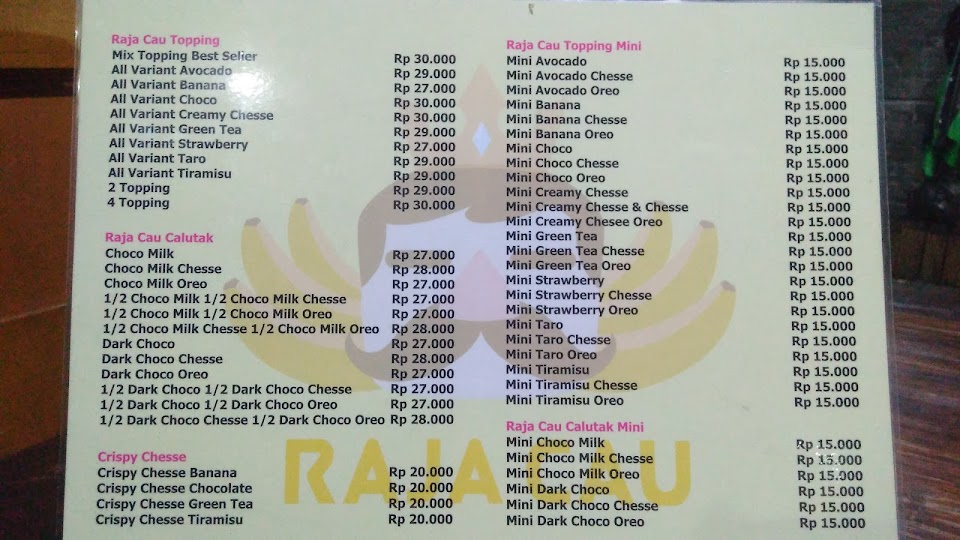 Raja Cau Topping
Mix Topping Best Seller Rp 30.000
All Variant Avocado Rp 29.000
All Variant Banana Rp 27.000
All Variant Choco Rp 30.000
All Variant Creamy Chesse Rp 30.000
All Variant Green Tea Rp 29.000
All Variant Strawberry Rp 27.000
All Variant Taro Rp 29.000
All Variant Tiramisu Rp 29.000
2 Topping Rp 29.000
4 Topping Rp 30.000
Raja Cau Calutak
Choco Milk Rp 27.000
Choco Milk Chesse Rp 28.000
Choco Milk Oreo Rp 27.000
1/2 Choco Milk 1/2 Choco Milk Chesse Rp 27.000
1/2 Choco Milk 1/2 Choco Milk Oreo Rp 27.000
1/2 Choco Milk Chesse 1/2 Choco Milk Oreo Rp 28.000
Dark Choco Rp 27.000
Dark Choco Chesse Rp 28.000
Dark Choco Oreo Rp 27.000
1/2 Dark Choco 1/2 Dark Choco Chesse Rp 27.000
1/2 Dark Choco 1/2 Dark Choco Oreo Rp 27.000
1/2 Dark Choco Chesse 1/2 Dark Choco Oreo Rp 28.000
Crispy Chesse
Crispy Chesse Banana Rp 20.000
Crispy Chesse Chocolate Rp 20.000
Crispy Chesse Green Tea Rp 20.000
Crispy Chesse Tiramisu Rp 20.000
Raja Cau Topping Mini
Mini Avocado Rp 15.000
Mini Avocado Chesse Rp 15.000
Mini Avocado Oreo Rp 15.000
Mini Banana Rp 15.000
Mini Banana Chesse Rp 15.000
Mini Banana Oreo Rp 15.000
Mini Choco Rp 15.000
Mini Choco Chesse Rp 15.000
Mini Choco Oreo Rp 15.000
Mini Creamy Chesse Rp 15.000
Mini Creamy Chesse & Chesse Rp 15.000
Mini Creamy Chesee Oreo Rp 15.000
Mini Green Tea Rp 15.000
Mini Green Tea Chesse Rp 15.000
Mini Green Tea Oreo Rp 15.000
Mini Strawberry Rp 15.000
Mini Strawberry Chesse Rp 15.000
Mini Strawberry Oreo Rp 15.000
Mini Taro Rp 15.000
Mini Taro Chesse Rp 15.000
Mini Taro Oreo Rp 15.000
Mini Tiramisu Rp 15.000
Mini Tiramisu Chesse Rp 15.000
Mini Tiramisu Oreo Rp 15.000
Raja Cau Calutak Mini
Mini Choco Milk Rp 15.000
Mini Choco Milk Chesse Rp 15.000
Mini Choco Milk Oreo Rp 15.000
Mini Dark Choco Rp 15.000
Mini Dark Choco Chesse Rp 15.000
Mini Dark Choco Oreo Rp 15.000
RAJA CAU